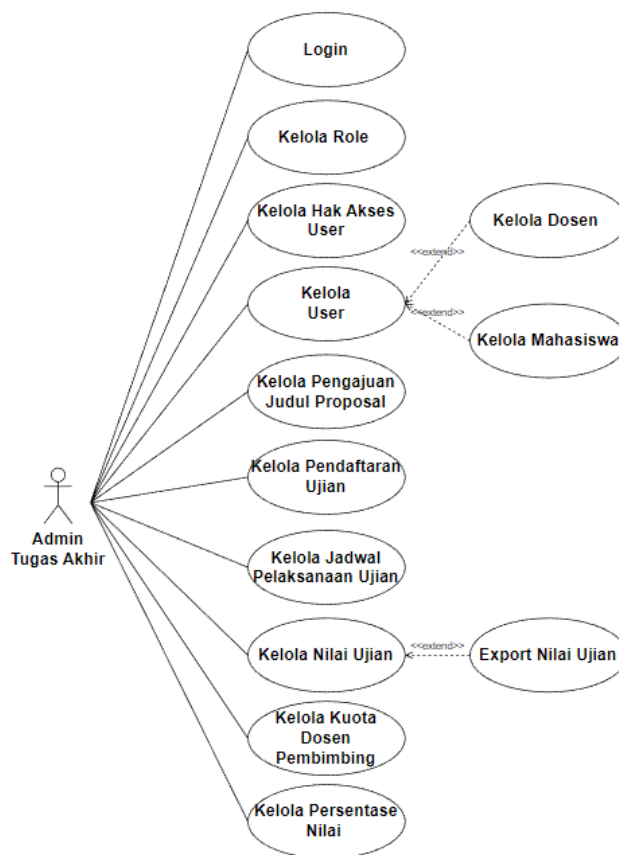 Login
Kelola Role
Kelola Hak Akses
User
Kelola Dosen
<<extend>>
Kelola
User
<<extend>>
Kelola Mahasiswa
Kelola Pengajuan
Judul Proposal
Kelola Pendaftaran
Ujian
Admin
Tugas Akhir
Kelola Jadwal
Pelaksanaan Ujian
Kelola Nilai Ujian
<<extend>>
Export Nilai Ujian
Kelola Kuota
Dosen
Pembimbing
Kelola Persentase
Nilai